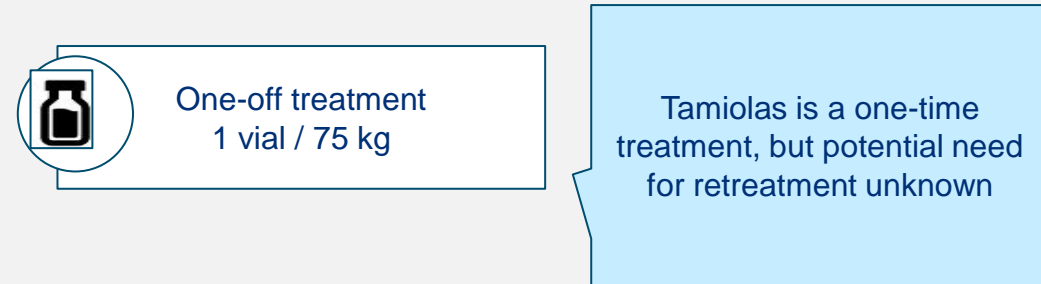 One-off treatment
1 vial / 75 kg
Tamiolas is a one-time
treatment, but potential need
for retreatment unknown